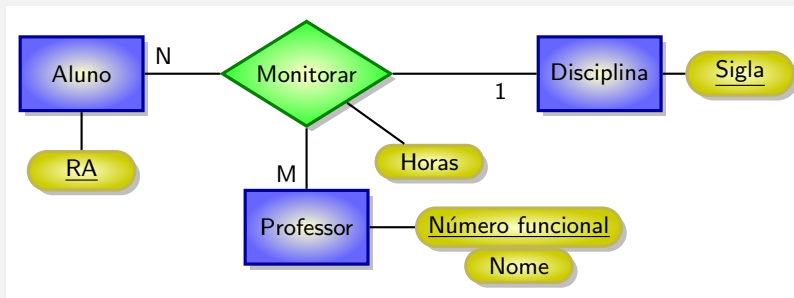 N
Aluno
Monitorar
Disciplina
Sigla
1
RA
Horas
M
Professor
Número funcional
Nome